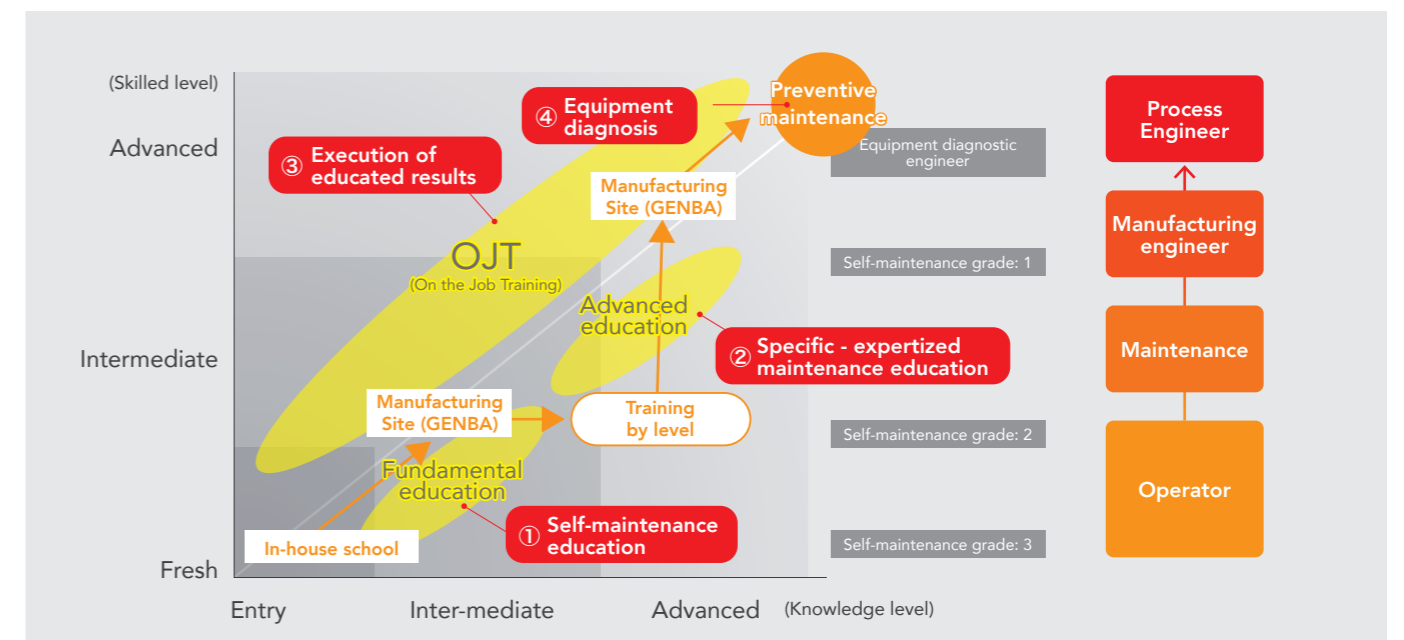 (Skilled level)
Advanced
Intermediate
Fresh
Entry
Inter-mediate
Advanced
(Knowledge level)
④ Equipment
diagnosis
Preventive
maintenance
③ Execution of
educated results
Manufacturing
Site (GENBA)
OJT
(On the Job Training)
Advanced
education
② Specific - expertized
maintenance education
Manufacturing
Site (GENBA)
Training
by level
Fundamental
education
① Self-maintenance
education
In-house school
Equipment diagnostic
engineer
Self-maintenance grade: 1
Self-maintenance grade: 2
Self-maintenance grade: 3
Process
Engineer
Manufacturing
engineer
Maintenance
Operator